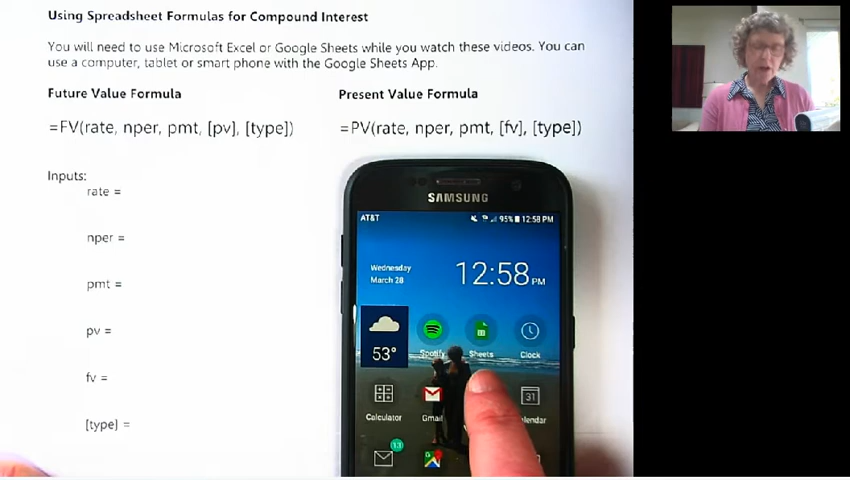 Using Spreadsheet Formulas for Compound Interest
You will need to use Microsoft Excel or Google Sheets while you watch these videos. You can
use a computer, tablet or smart phone with the Google Sheets App.
Future Value Formula
Present Value Formula
=FV(rate, nper, pmt, [pv], [type])
=PV(rate, nper, pmt, [fv], [type])
Inputs:
rate =
nper =
pmt =
pv =
fv =
[type] =
SAMSUNG
AT&T
95% 12:58 PM
Wednesday
March 28
12:58 PM
53°
Spotify
Sheets
Clock
31
Calculator
Gmail
13